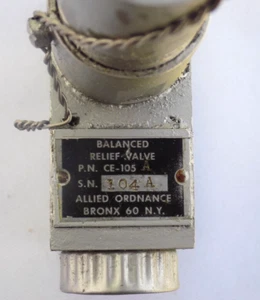 BALANCED
RELIEF VALVE
P.N. CE-105 A
S.N. 104 A
ALLIED ORDNANCE
BRONX 60 N.Y.